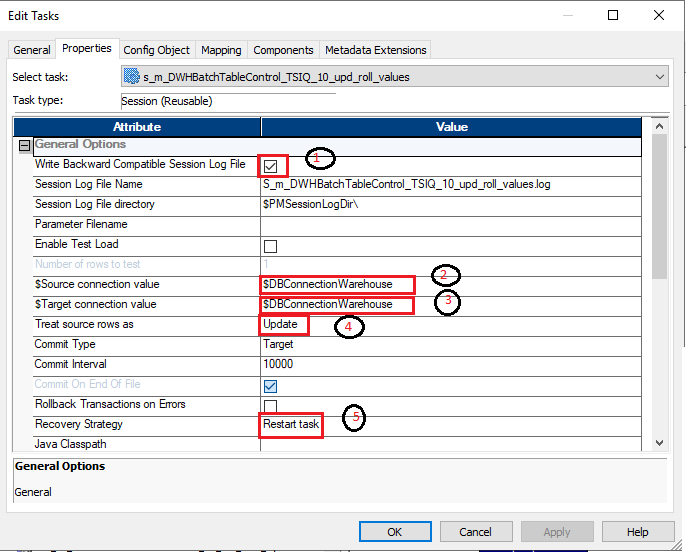 Edit Tasks
General Properties Config Object Mapping Components Metadata Extensions
Select task: s_m_DWHBatchTableControl_TSIQ_10_upd_roll_values
Task type: Session (Reusable)
Attribute Value
General Options
Write Backward Compatible Session Log File 1
Session Log File Name S_m_DWHBatchTableControl_TSIQ_10_upd_roll_values.log
Session Log File directory $PMSessionLogDir\
Parameter Filename
Enable Test Load
Number of rows to test 1
$Source connection value $DBConnectionWarehouse 2
$Target connection value $DBConnectionWarehouse 3
Treat source rows as Update 4
Commit Type Target
Commit Interval 10000
Commit On End Of File
Rollback Transactions on Errors
Recovery Strategy Restart task 5
Java Classpath
General Options
General
OK Cancel Apply Help